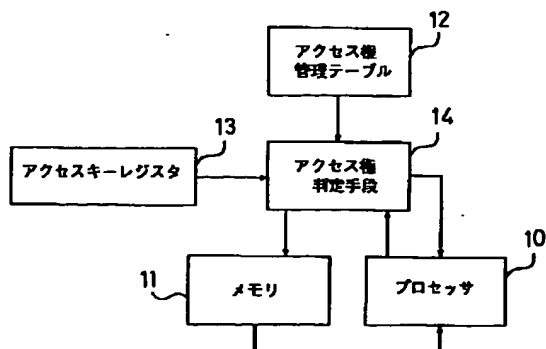 12
アクセス権
管理テーブル
13
14
アクセスキーレジスタ
アクセス権
判定手段
10
11
メモリ
プロセッサ